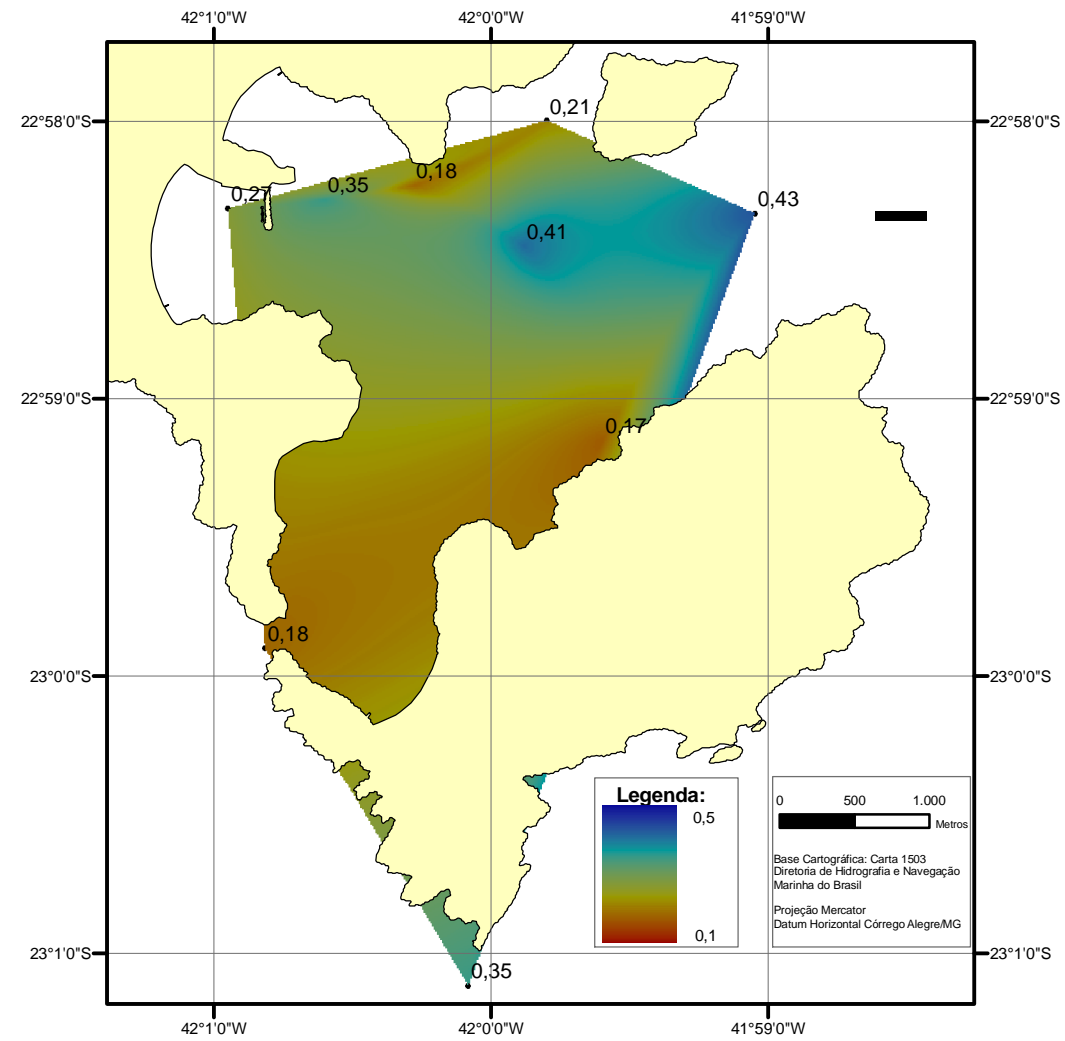 42°1'0"W
42°0'0"W
41°59'0"W
22°58'0"S
0,21
22°58'0"S
0,18
0,35
0,27
0,43
0,41
22°59'0"S
22°59'0"S
0,17
0,18
23°0'0"S
23°0'0"S
Legenda:
0,5
0,1
0
500
1.000
Metros
Base Cartográfica: Carta 1503
Diretoria de Hidrografia e Navegação
Marinha do Brasil
Projeção Mercator
Datum Horizontal Córrego Alegre/MG
23°1'0"S
23°1'0"S
0,35
42°1'0"W
42°0'0"W
41°59'0"W